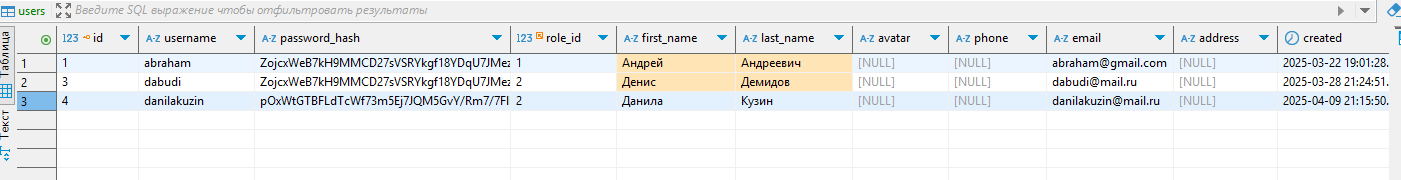 users Введите SQL выражение чтобы отфильтровать результаты
Таблица
Текст
123 id A-Z username A-Z password_hash 123 role_id A-Z first_name A-Z last_name A-Z avatar A-Z phone A-Z email A-Z address created
1 1 abraham ZojcxWeB7kH9MMCD27sVSRYkgf18YDqU7JMez 1 Андрей Андреевич [NULL] [NULL] abraham@gmail.com [NULL] 2025-03-22 19:01:28.
2 3 dabudi ZojcxWeB7kH9MMCD27sVSRYkgf18YDqU7JMez 2 Денис Демидов [NULL] [NULL] dabudi@mail.ru [NULL] 2025-03-28 21:24:51.
3 4 danilakuzin pOxWtGTBFLdTcWf73m5Ej7JQM5GvY/Rm7/7Fl 2 Данила Кузин [NULL] [NULL] danilakuzin@mail.ru [NULL] 2025-04-09 21:15:50.